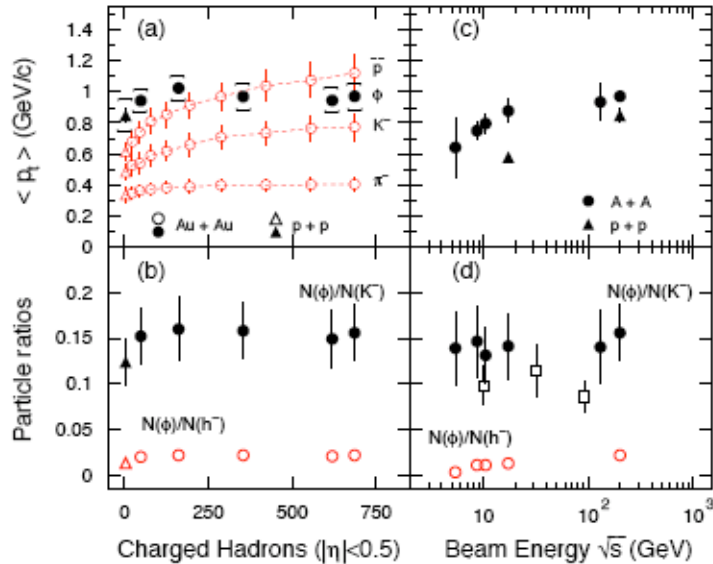 (a)
(c)
1.4
1.2
1
0.8
0.6
0.4
0.2
0
< pₜ > (GeV/c)
p̅
ϕ
K⁻
π⁻
Au + Au
p + p
A + A
p + p
(b)
(d)
N(ϕ)/N(K⁻)
N(ϕ)/N(K⁻)
0.2
0.15
0.1
0.05
0
Particle ratios
N(ϕ)/N(h⁻)
N(ϕ)/N(h⁻)
0 250 500 750
10 10² 10³
Charged Hadrons (|η|<0.5)
Beam Energy √s (GeV)